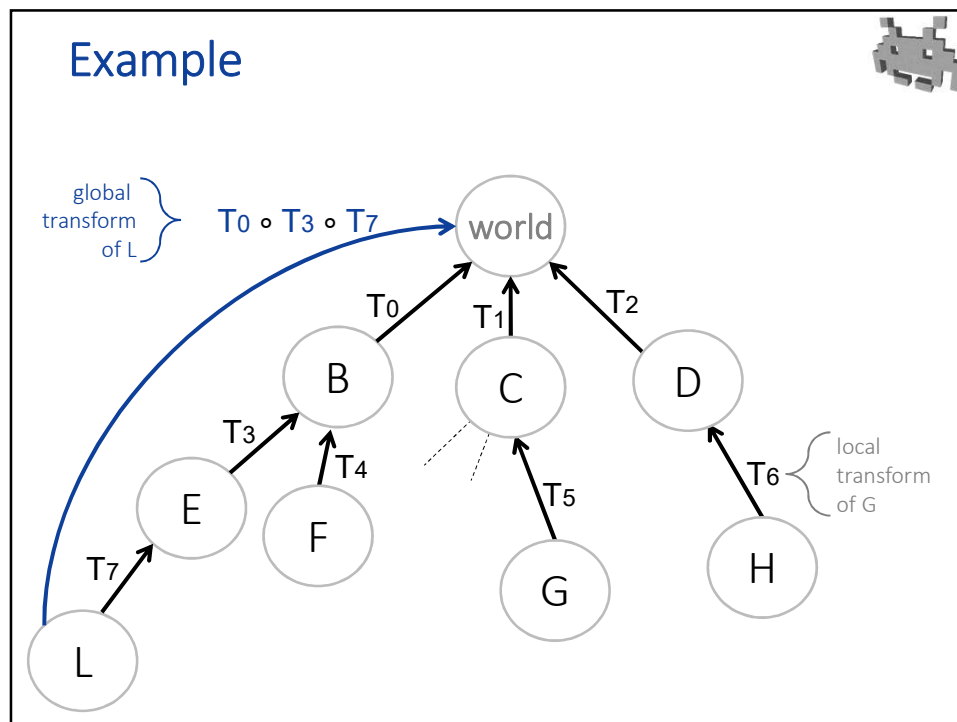 Example
global
transform
of L
T0 ∘ T3 ∘ T7
world
T0
T1
T2
B
C
D
T3
T4
T5
T6
local
transform
of G
E
F
G
H
T7
L